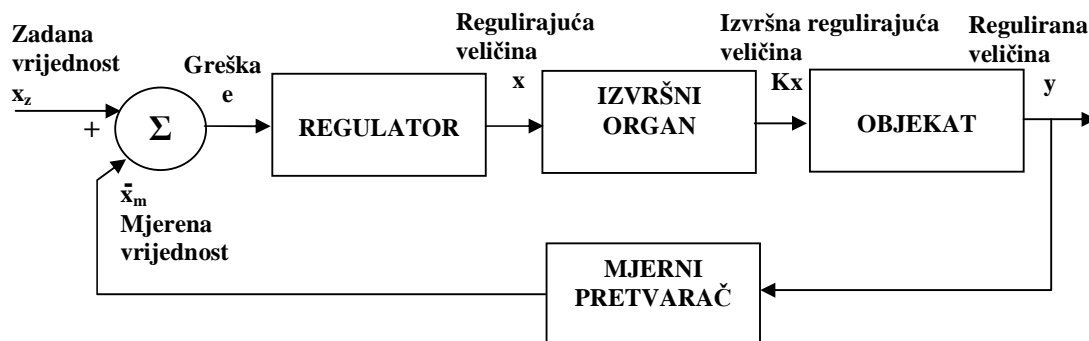 Zadana
vrijednost
x_z
+
Σ
Greška
e
REGULATOR
Regulirajuća
veličina
x
IZVRŠNI
ORGAN
Izvršna regulirajuća
veličina
Kx
OBJEKAT
Regulirana
veličina
y
x̄_m
Mjerena
vrijednost
MJERNI
PRETVARAČ